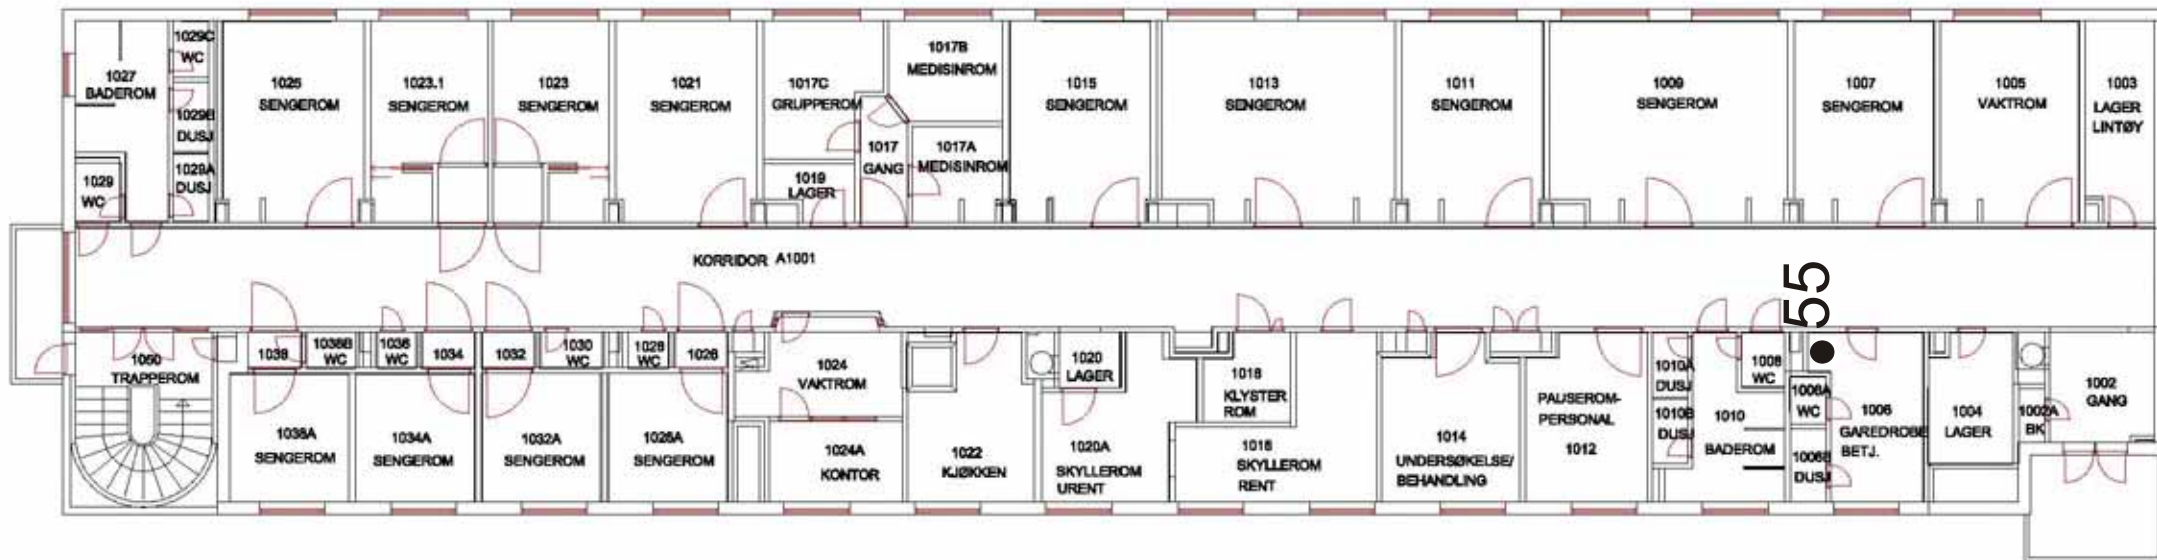 1027
BADEROM
1029C
WC
1029B
DUSJ
1029A
DUSJ
1029
WC
1025
SENGEROM
1023.1
SENGEROM
1023
SENGEROM
1021
SENGEROM
1017C
GRUPPEROM
1019
LAGER
1017
GANG
1017B
MEDISINROM
1017A
MEDISINROM
1015
SENGEROM
1013
SENGEROM
1011
SENGEROM
1009
SENGEROM
1007
SENGEROM
1005
VAKTROM
1003
LAGER
LINTØY
KORRIDOR A1001
55
1050
TRAPPEROM
1038
1038B
WC
1036
WC
1034
1032
1030
WC
1028
WC
1026
1038A
SENGEROM
1034A
SENGEROM
1032A
SENGEROM
1026A
SENGEROM
1024
VAKTROM
1024A
KONTOR
1022
KJØKKEN
1020
LAGER
1020A
SKYLLEROM
URENT
1018
KLYSTER
ROM
1016
SKYLLEROM
RENT
1014
UNDERSØKELSE/
BEHANDLING
PAUSEROM-
PERSONAL
1012
1010A
DUSJ
1010B
DUSJ
1008
WC
1010
BADEROM
1006A
WC
1006B
DUSJ
1006
GAREDROBE
BETJ.
1004
LAGER
1002A
BK
1002
GANG